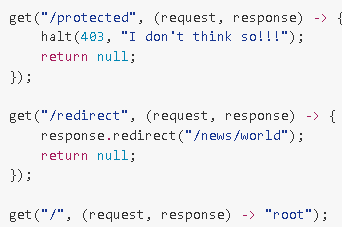 get("/protected", (request, response) -> {
    halt(403, "I don't think so!!!");
    return null;
});

get("/redirect", (request, response) -> {
    response.redirect("/news/world");
    return null;
});

get("/", (request, response) -> "root");